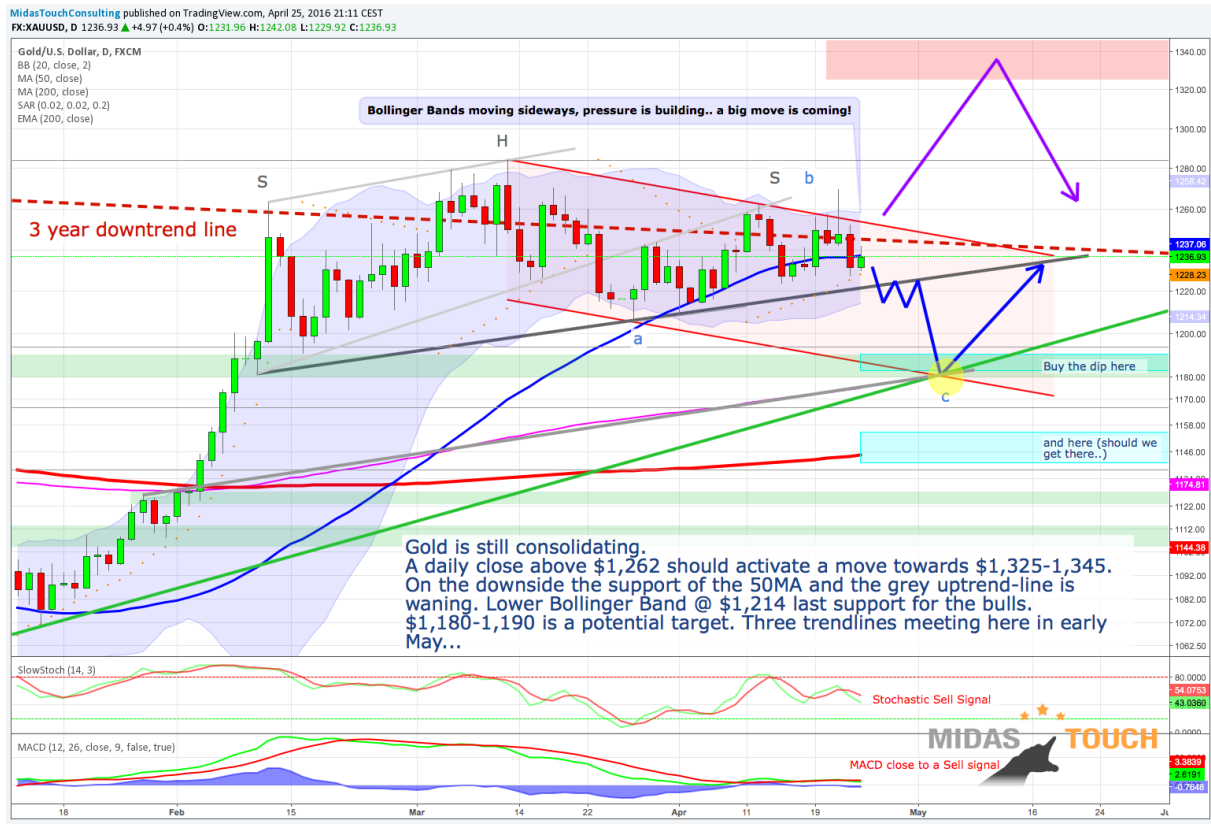 MidasTouchConsulting published on TradingView.com, April 25, 2016 21:11 CEST
FX:XAUUSD, D 1236.93 ▲ +4.97 (+0.4%) O:1231.96 H:1242.08 L:1229.92 C:1236.93
Gold/U.S. Dollar, D, FXCM
BB (20, close, 2)
MA (50, close)
MA (200, close)
SAR (0.02, 0.02, 0.2)
EMA (200, close)
Bollinger Bands moving sideways, pressure is building.. a big move is coming!
S
H
S
b
3 year downtrend line
a
c
Buy the dip here
and here (should we
get there..)
Gold is still consolidating.
A daily close above $1,262 should activate a move towards $1,325-1,345.
On the downside the support of the 50MA and the grey uptrend-line is
waning. Lower Bollinger Band @ $1,214 last support for the bulls.
$1,180-1,190 is a potential target. Three trendlines meeting here in early
May...
1340.00
1320.00
1300.00
1280.00
1258.42
1260.00
1237.06
1236.93
1228.23
1220.00
1214.34
1200.00
1180.00
1170.00
1158.00
1146.00
1174.81
1122.00
1112.00
1144.38
1092.00
1082.00
1072.00
1062.50
SlowStoch (14, 3)
Stochastic Sell Signal
80.0000
54.0753
43.0360
MIDAS TOUCH
MACD (12, 26, close, 9, false, true)
MACD close to a Sell signal
3.3839
2.6191
-0.7648
18
Feb
15
Mar
14
22
Apr
11
19
May
16
24